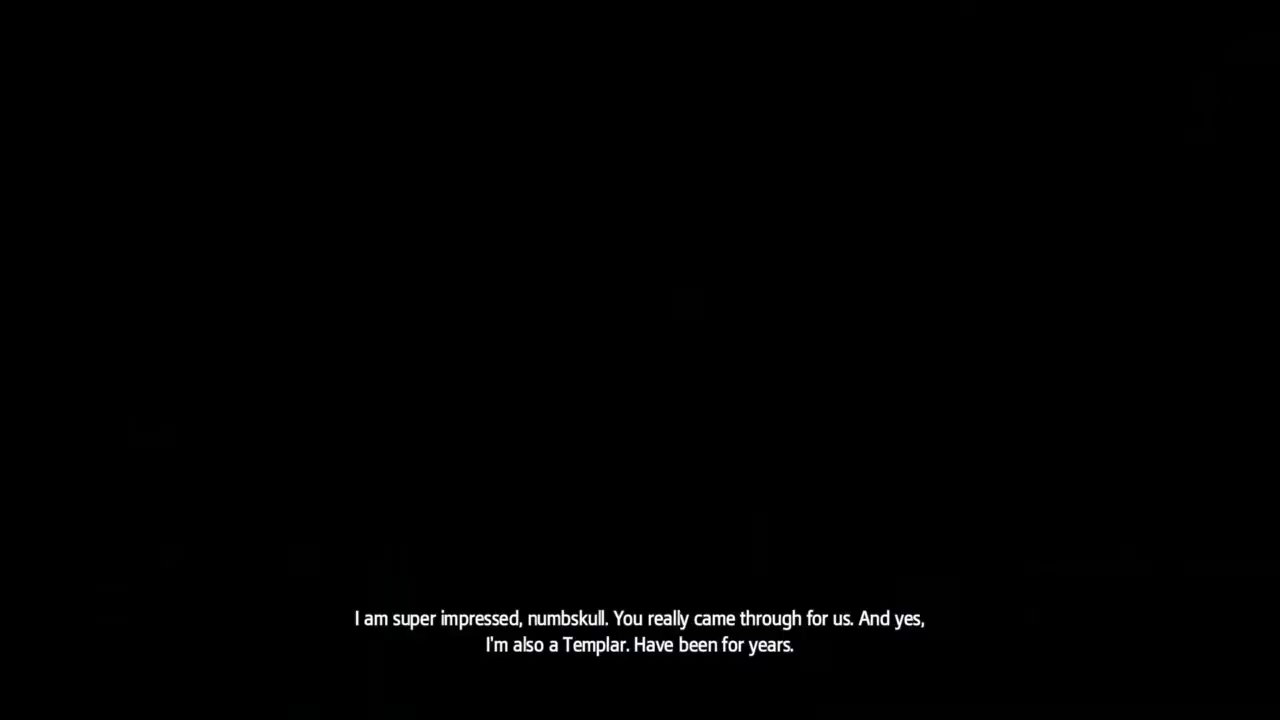 I am super impressed, numbskull. You really came through for us. And yes,
I'm also a Templar. Have been for years.